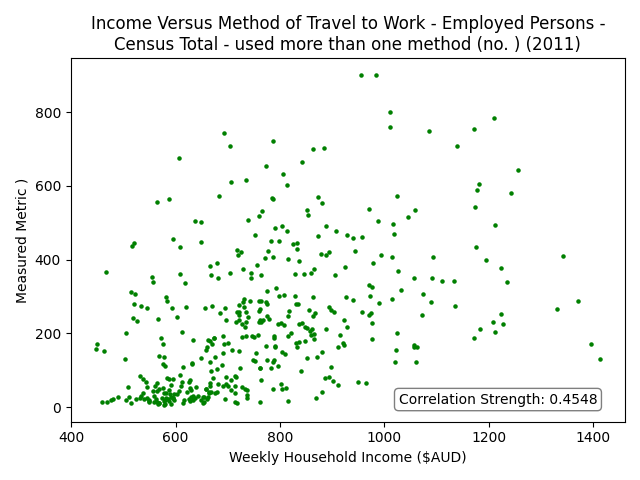 Income Versus Method of Travel to Work - Employed Persons -
Census Total - used more than one method (no. ) (2011)
Measured Metric )
800
600
400
200
0
Correlation Strength: 0.4548
400
600
800
1000
1200
1400
Weekly Household Income ($AUD)